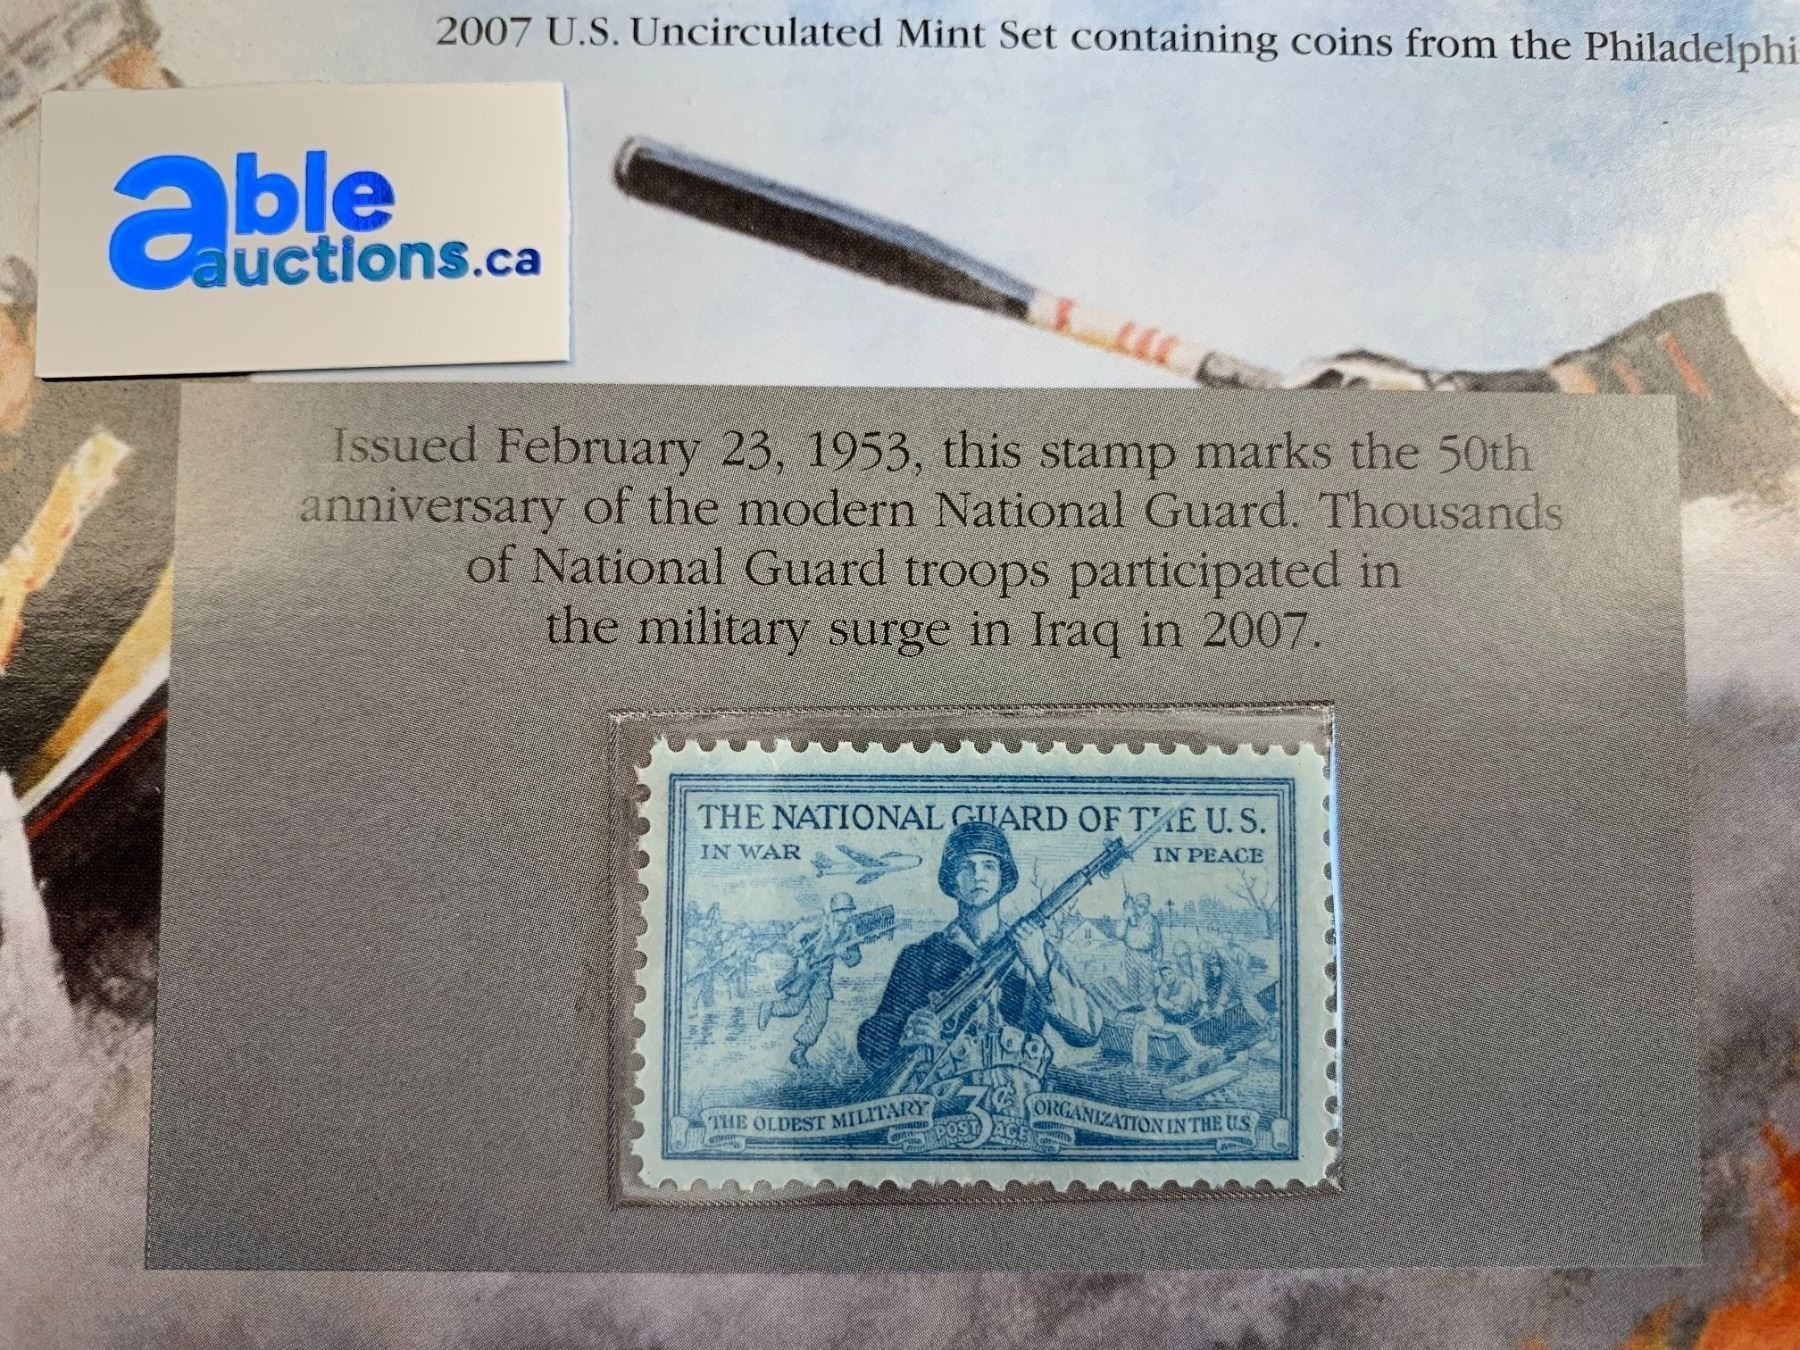 2007 U.S. Uncirculated Mint Set containing coins from the Philadelphi
able
auctions.ca
Issued February 23, 1953, this stamp marks the 50th
anniversary of the modern National Guard. Thousands
of National Guard troops participated in
the military surge in Iraq in 2007.
THE NATIONAL GUARD OF THE U.S.
IN WAR
IN PEACE
THE OLDEST MILITARY
ORGANIZATION IN THE U.S.
3¢
POSTAGE